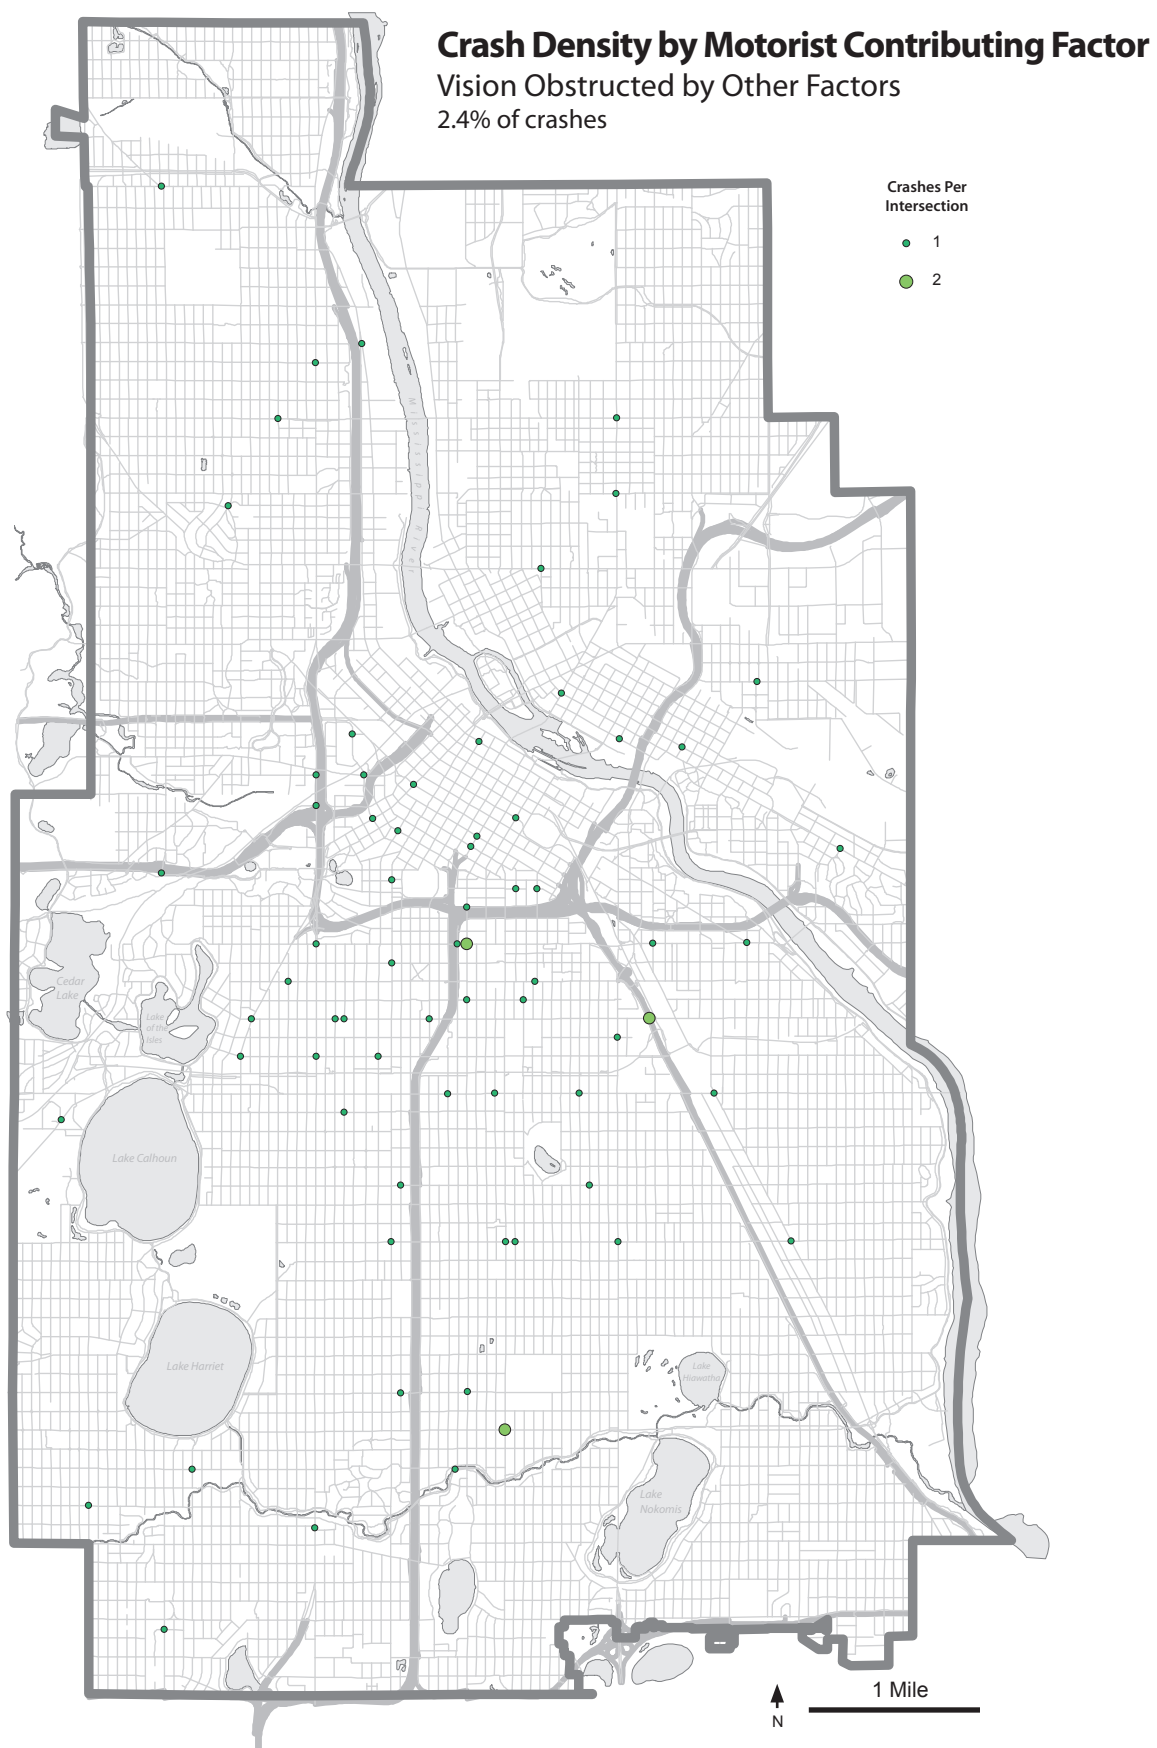 Crash Density by Motorist Contributing Factor
Vision Obstructed by Other Factors
2.4% of crashes
Crashes Per
Intersection
1
2
Mississippi River
Cedar
Lake
Lake
of the
Isles
Lake Calhoun
Lake Harriet
Lake
Hiawatha
Lake
Nokomis
1 Mile
N